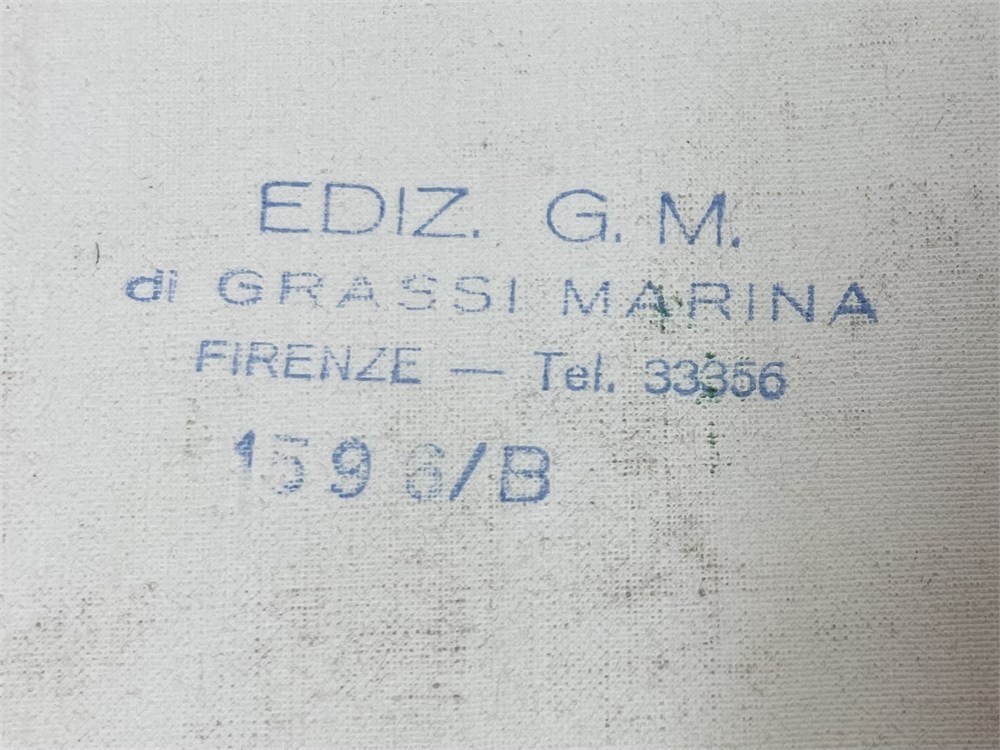 EDIZ. G. M.
di GRASSI MARINA
FIRENZE — Tel. 33356
1596/B